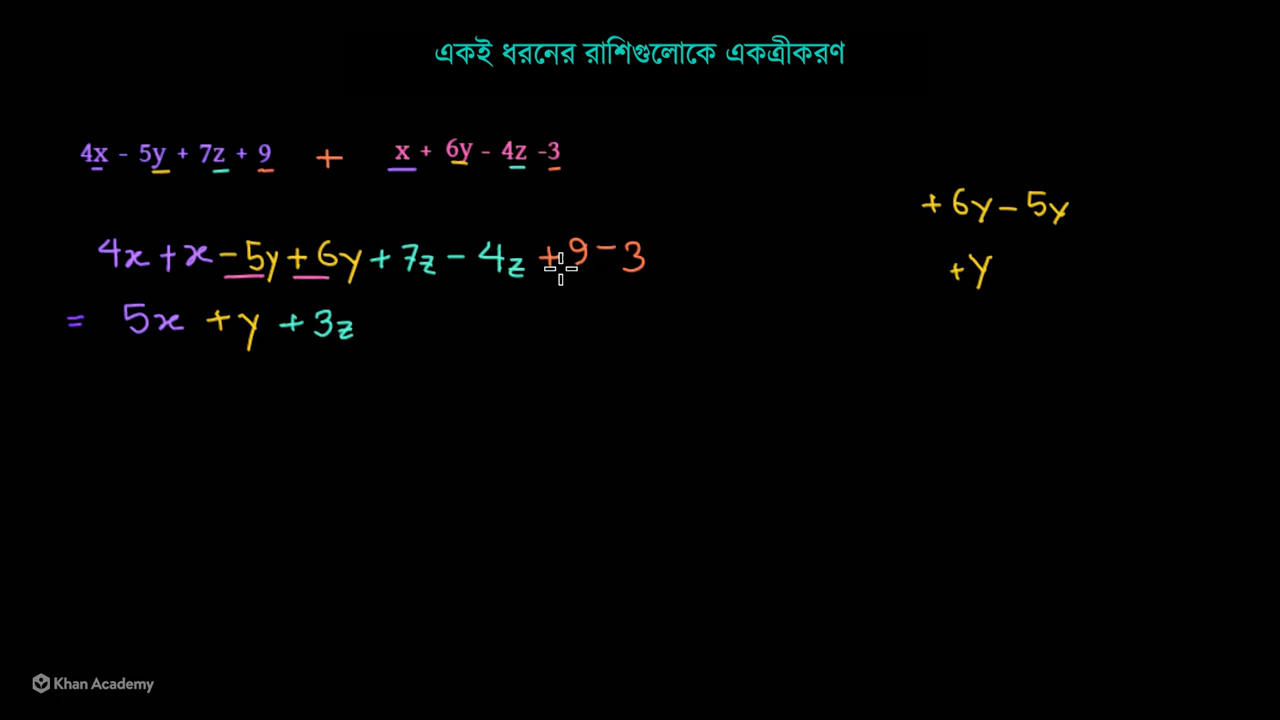 একই ধরনের রাশিগুলোকে একত্রীকরণ
4x - 5y + 7z + 9 + x + 6y - 4z -3
+ 6y - 5y
4x + x - 5y + 6y + 7z - 4z + 9 - 3
+ y
= 5x + y + 3z
Khan Academy